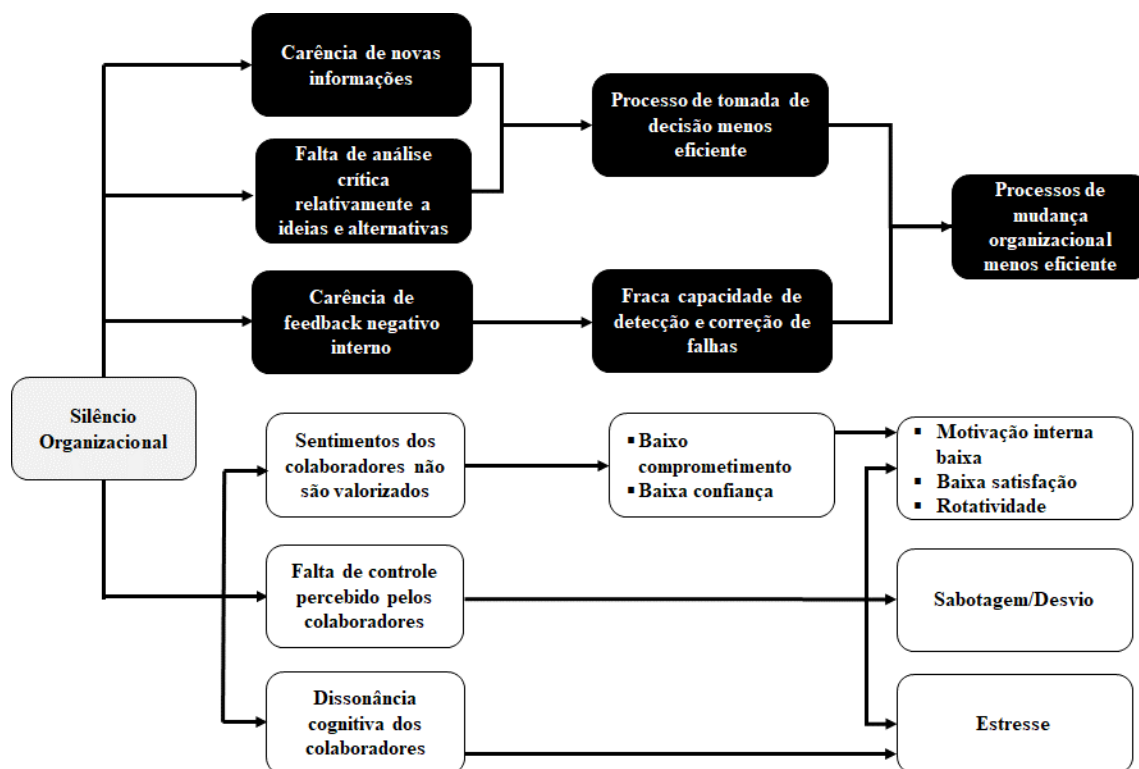 Carência de novas
informações
Falta de análise
crítica
relativamente a
ideias e alternativas
Carência de
feedback negativo
interno
Processo de tomada de
decisão menos
eficiente
Fraca capacidade de
detecção e correção de
falhas
Processos de
mudança
organizacional
menos eficiente
Silêncio
Organizacional
Sentimentos dos
colaboradores não
são valorizados
▪ Baixo
comprometimento
▪ Baixa confiança
▪ Motivação interna
baixa
▪ Baixa satisfação
▪ Rotatividade
Falta de controle
percebido pelos
colaboradores
Sabotagem/Desvio
Dissonância
cognitiva dos
colaboradores
Estresse